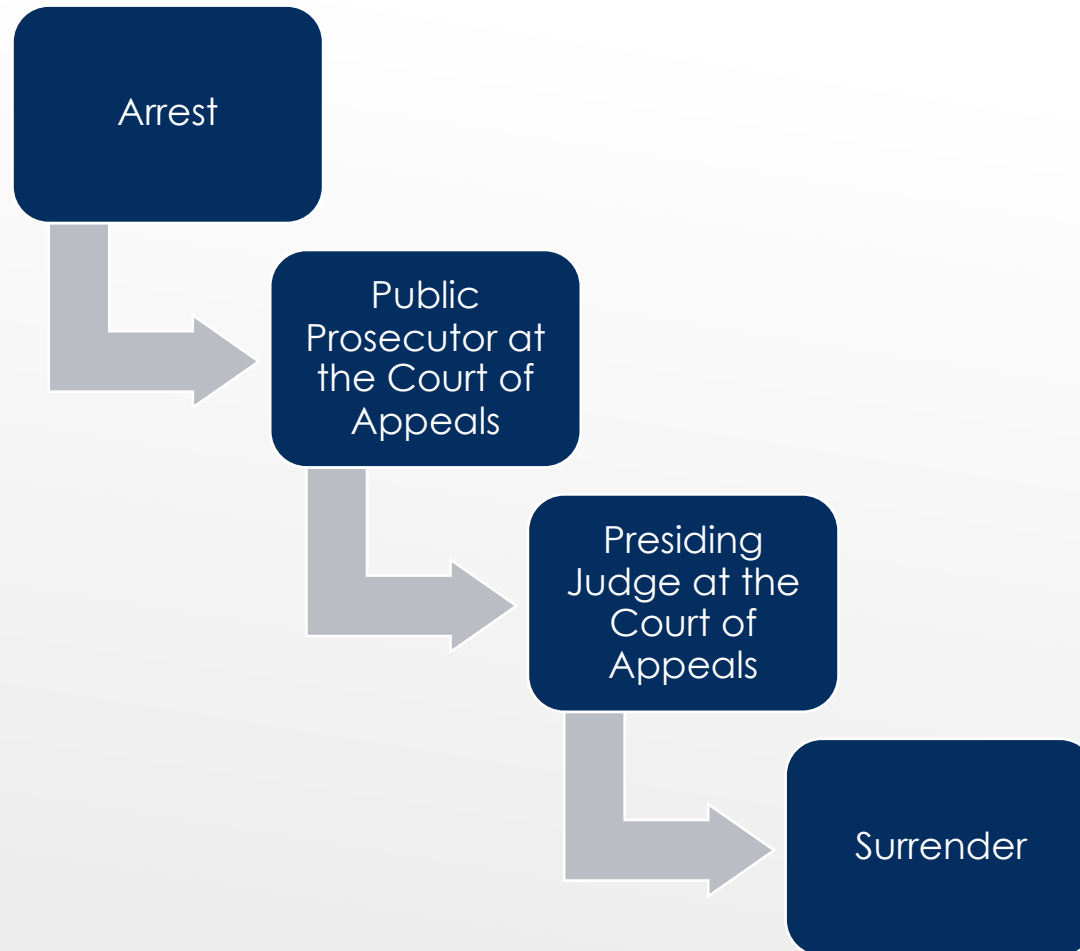 Arrest
Public
Prosecutor at
the Court of
Appeals
Presiding
Judge at the
Court of
Appeals
Surrender